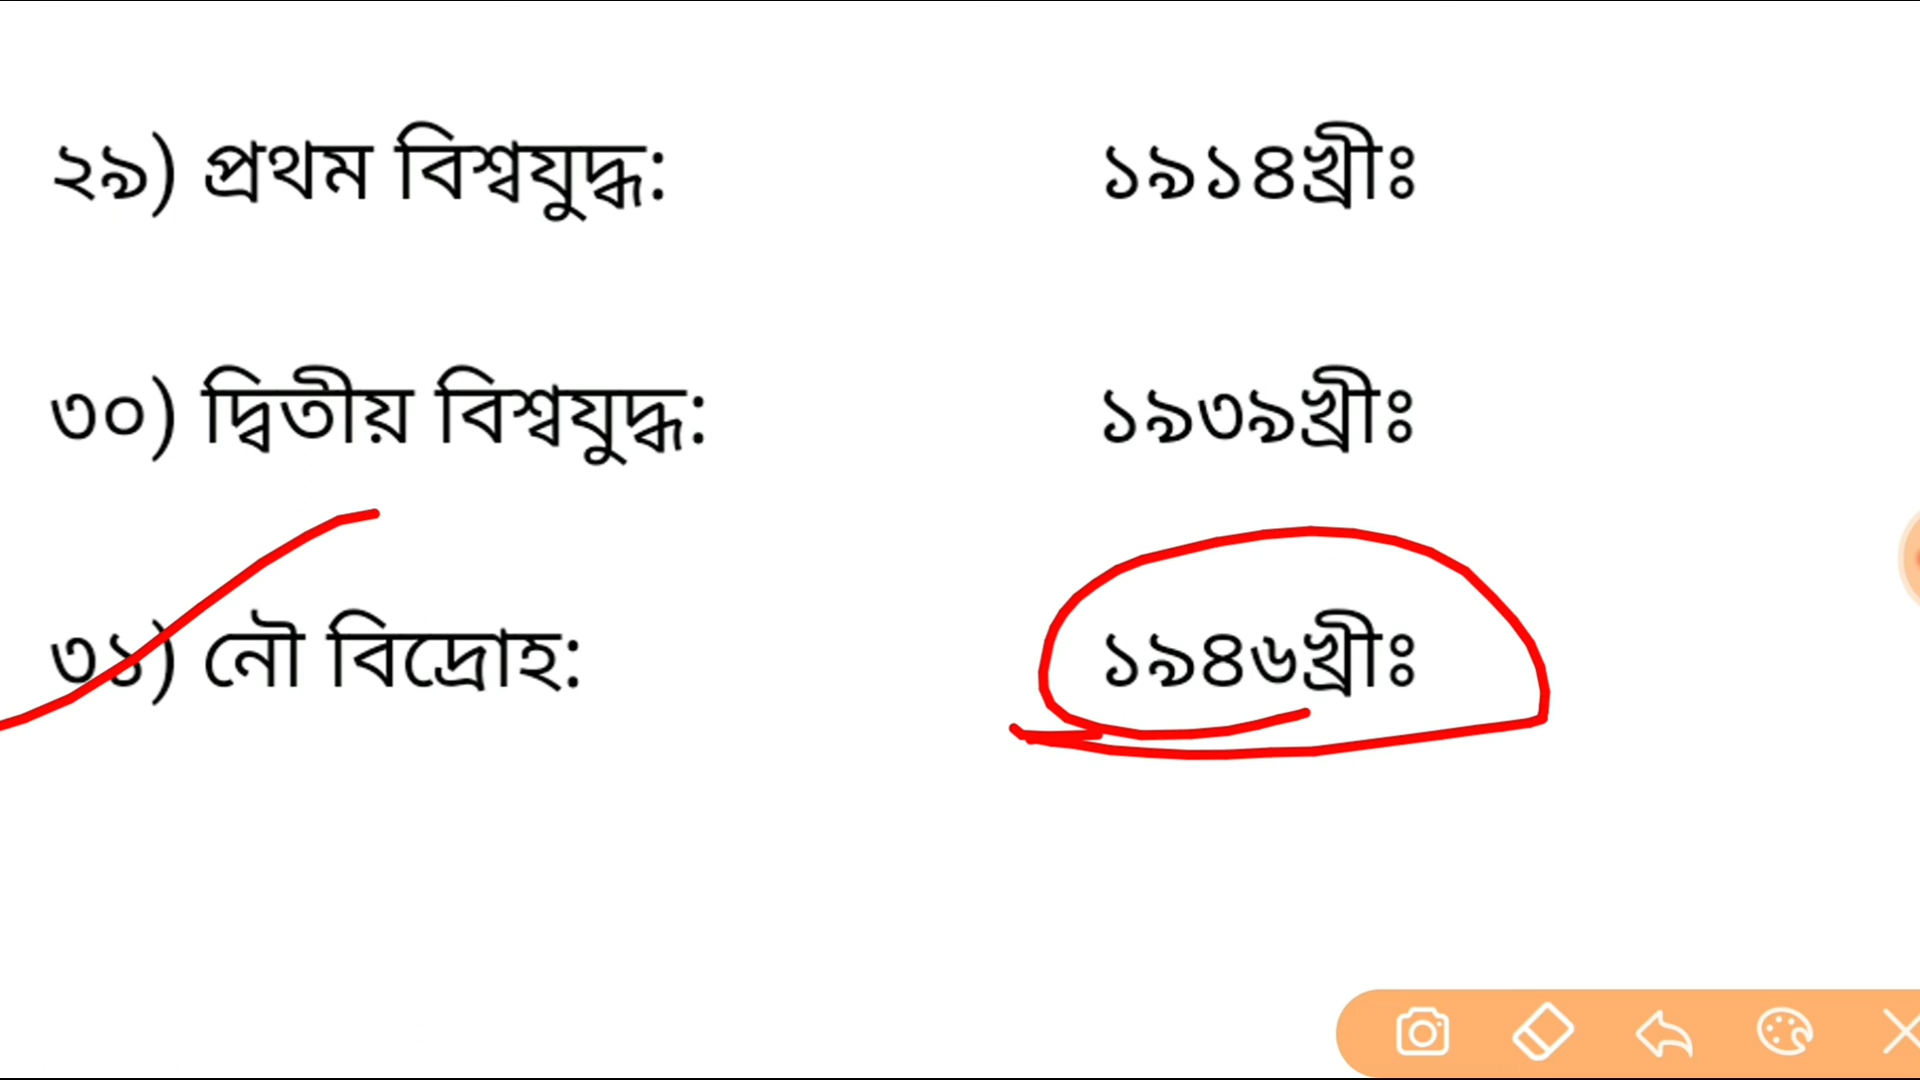 ২৯) প্রথম বিশ্বযুদ্ধ: ১৯১৪খ্রীঃ
৩০) দ্বিতীয় বিশ্বযুদ্ধ: ১৯৩৯খ্রীঃ
৩১) নৌ বিদ্রোহ: ১৯৪৬খ্রীঃ